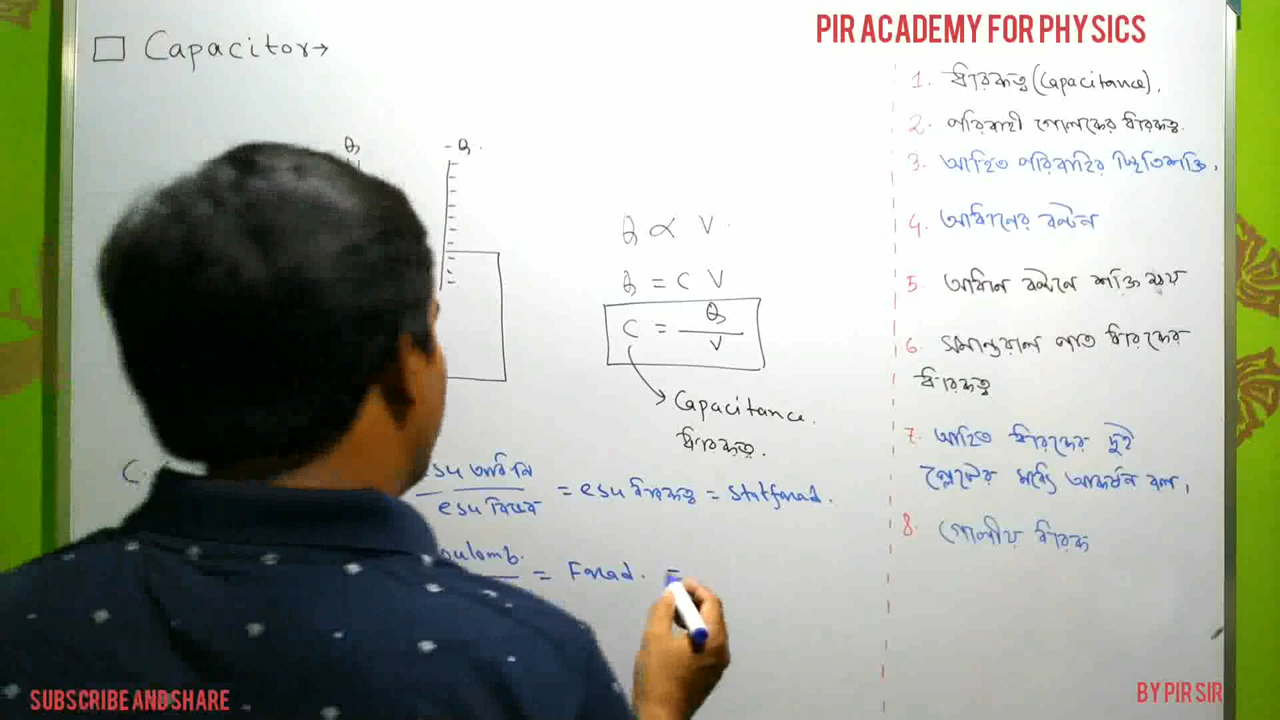 PIR ACADEMY FOR PHYSICS
Capacitor→
Q
- Q
Q ∝ V
Q = C V
C = Q / V
Capacitance
ধারকত্ব
C
esu আধান
esu বিভব
= esu ধারকত্ব = statfarad.
oulomb
= Farad. =
1. ধারকত্ব (Capacitance).
2. পরিবাহী গোলকের ধারকত্ব
3. আহিত পরিবাহির স্থিতিশক্তি,
4. আধানের বন্টন
5. আধান বন্টনে শক্তি ক্ষয়
6. সমান্তরাল পাত ধারকের
ধারকত্ব
7. আহিত ধারকের দুই
প্লেটের মধ্যে আকর্ষন বল,
8. গোলীয় ধারক
SUBSCRIBE AND SHARE
BY PIR SIR